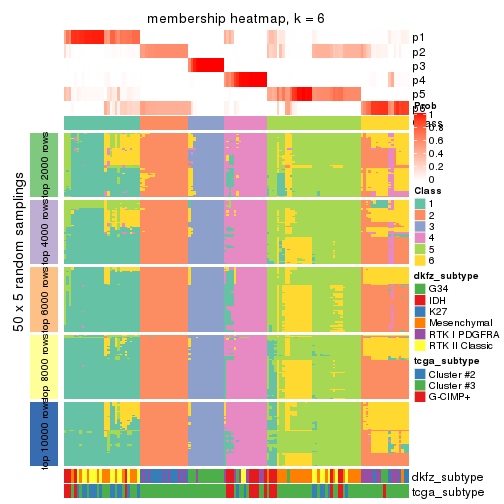 membership heatmap, k = 6
p1
p2
p3
p4
p5
p6
Prob
1
0.8
0.6
0.4
0.2
0
Class
Class
1
2
3
4
5
6
dkfz_subtype
G34
IDH
K27
Mesenchymal
RTK I PDGFRA
RTK II Classic
tcga_subtype
Cluster #2
Cluster #3
G-CIMP+
50 x 5 random samplings
top 2000 rows
top 4000 rows
top 6000 rows
top 8000 rows
top 10000 rows
dkfz_subtype
tcga_subtype